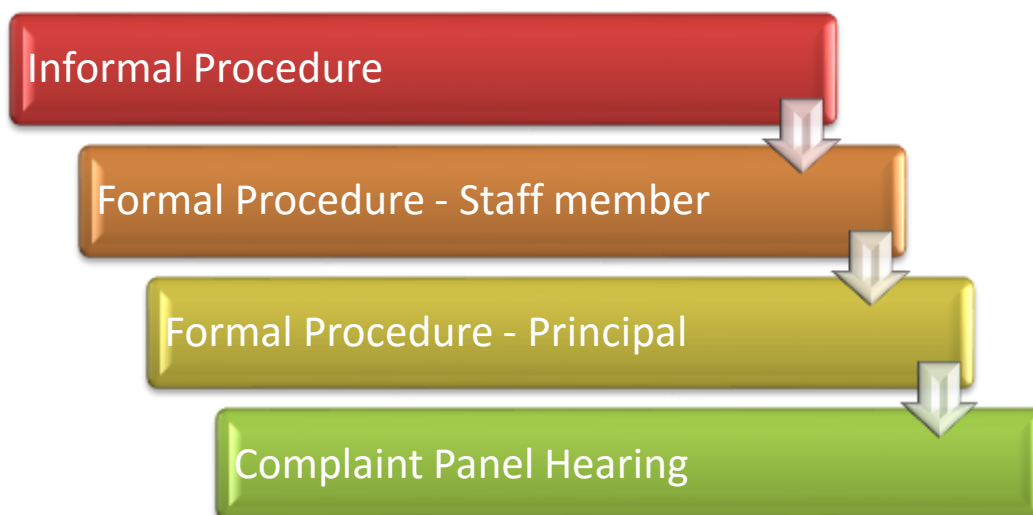 Informal Procedure
Formal Procedure - Staff member
Formal Procedure - Principal
Complaint Panel Hearing